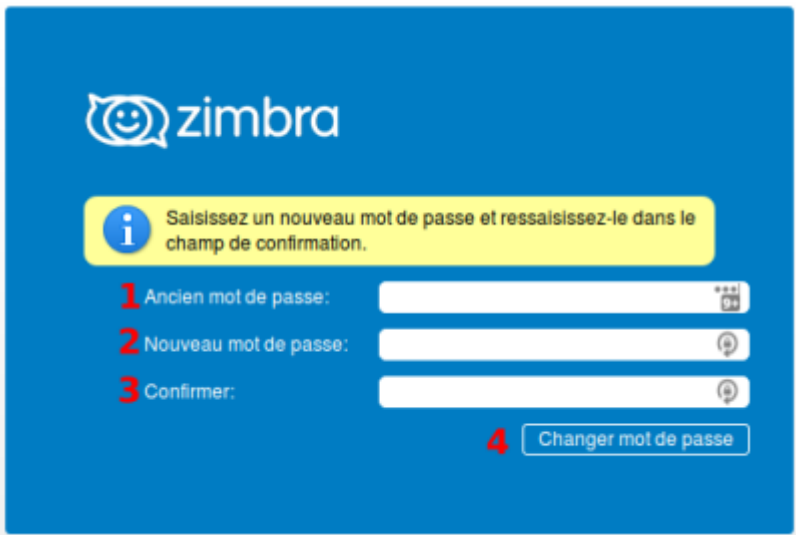 zimbra
Saisissez un nouveau mot de passe et ressaisissez-le dans le
champ de confirmation.
1 Ancien mot de passe: 9+
2 Nouveau mot de passe:
3 Confirmer:
4 Changer mot de passe